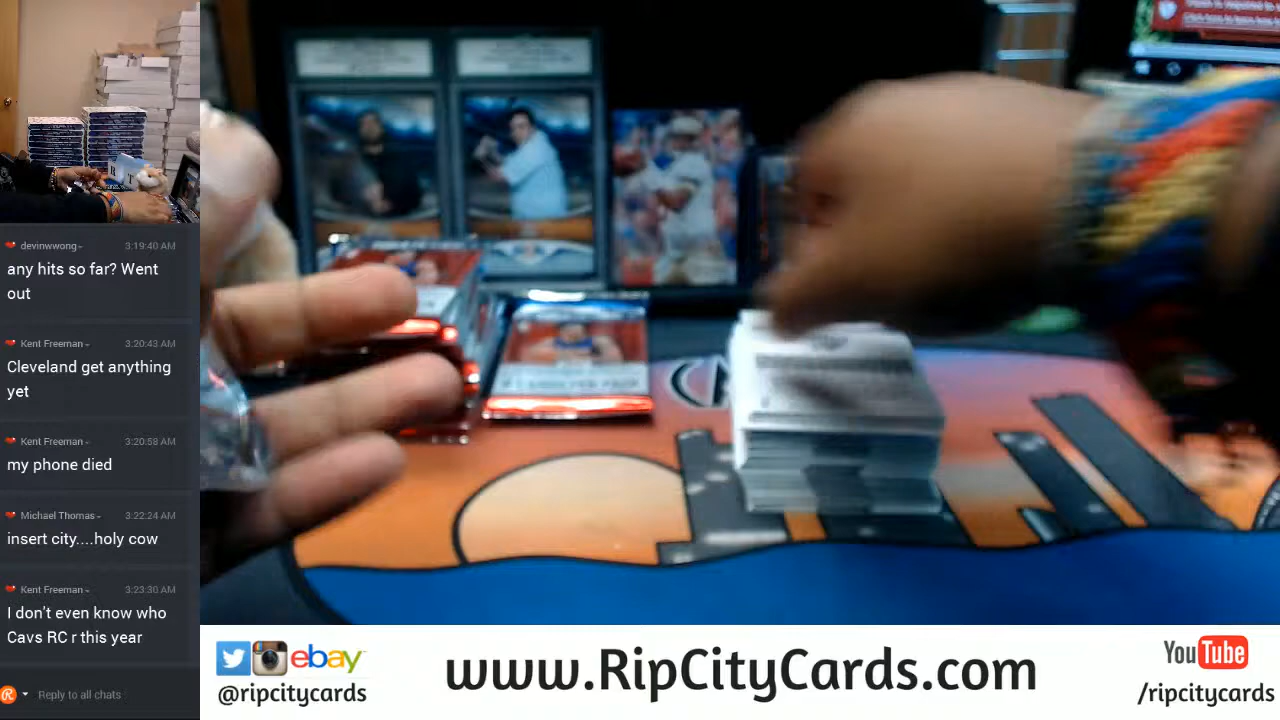 devinwwong
3:19:40 AM
any hits so far? Went
out
Kent Freeman
3:20:43 AM
Cleveland get anything
yet
Kent Freeman
3:20:58 AM
my phone died
Michael Thomas
3:22:24 AM
insert city....holy cow
Kent Freeman
3:23:30 AM
I don't even know who
Cavs RC r this year
Reply to all chats
ebay
@ripcitycards
www.RipCityCards.com
YouTube
/ripcitycards